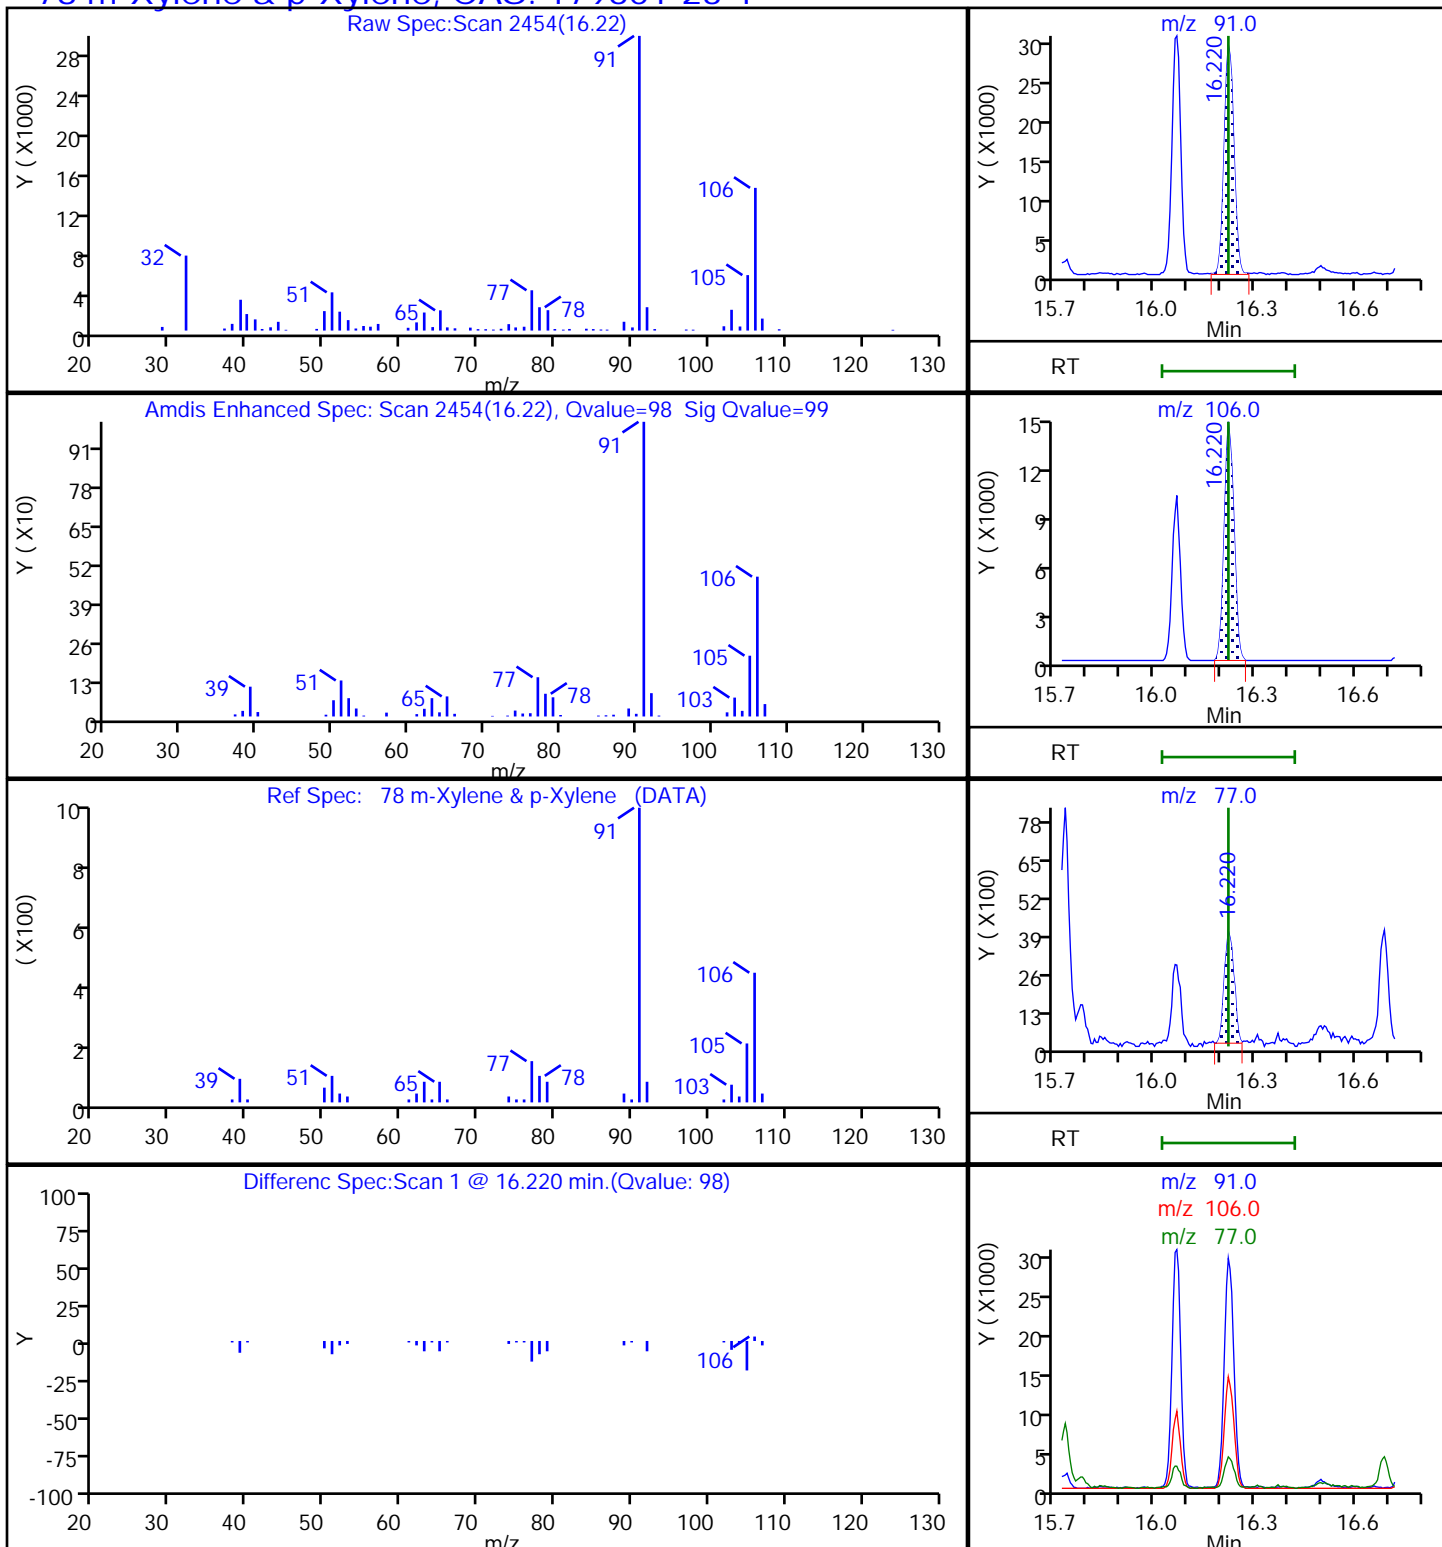 78 m-Xylene & p-Xylene, CAS: 179601-23-1
Raw Spec:Scan 2454(16.22)
Y ( X1000)
28
24
20
16
12
8
4
0
91
106
32
105
51
77
78
65
20 30 40 50 60 70 80 90 100 110 120 130
m/z
m/z 91.0
Y ( X1000)
30
25
20
15
10
5
0
16.220
15.7 16.0 16.3 16.6
Min
RT
Amdis Enhanced Spec: Scan 2454(16.22), Qvalue=98 Sig Qvalue=99
Y ( X10)
91
78
65
52
39
26
13
0
91
106
105
77
51
39
65
78
103
20 30 40 50 60 70 80 90 100 110 120 130
m/z
m/z 106.0
Y ( X1000)
15
12
9
6
3
0
16.220
15.7 16.0 16.3 16.6
Min
RT
Ref Spec: 78 m-Xylene & p-Xylene (DATA)
( X100)
10
8
6
4
2
0
91
106
105
77
39
51
65
78
103
20 30 40 50 60 70 80 90 100 110 120 130
m/z 77.0
Y ( X100)
78
65
52
39
26
13
0
16.220
15.7 16.0 16.3 16.6
Min
RT
Differenc Spec:Scan 1 @ 16.220 min.(Qvalue: 98)
Y
100
75
50
25
0
-25
-50
-75
-100
106
20 30 40 50 60 70 80 90 100 110 120 130
m/z
m/z 91.0
m/z 106.0
m/z 77.0
Y ( X1000)
30
25
20
15
10
5
0
15.7 16.0 16.3 16.6
Min